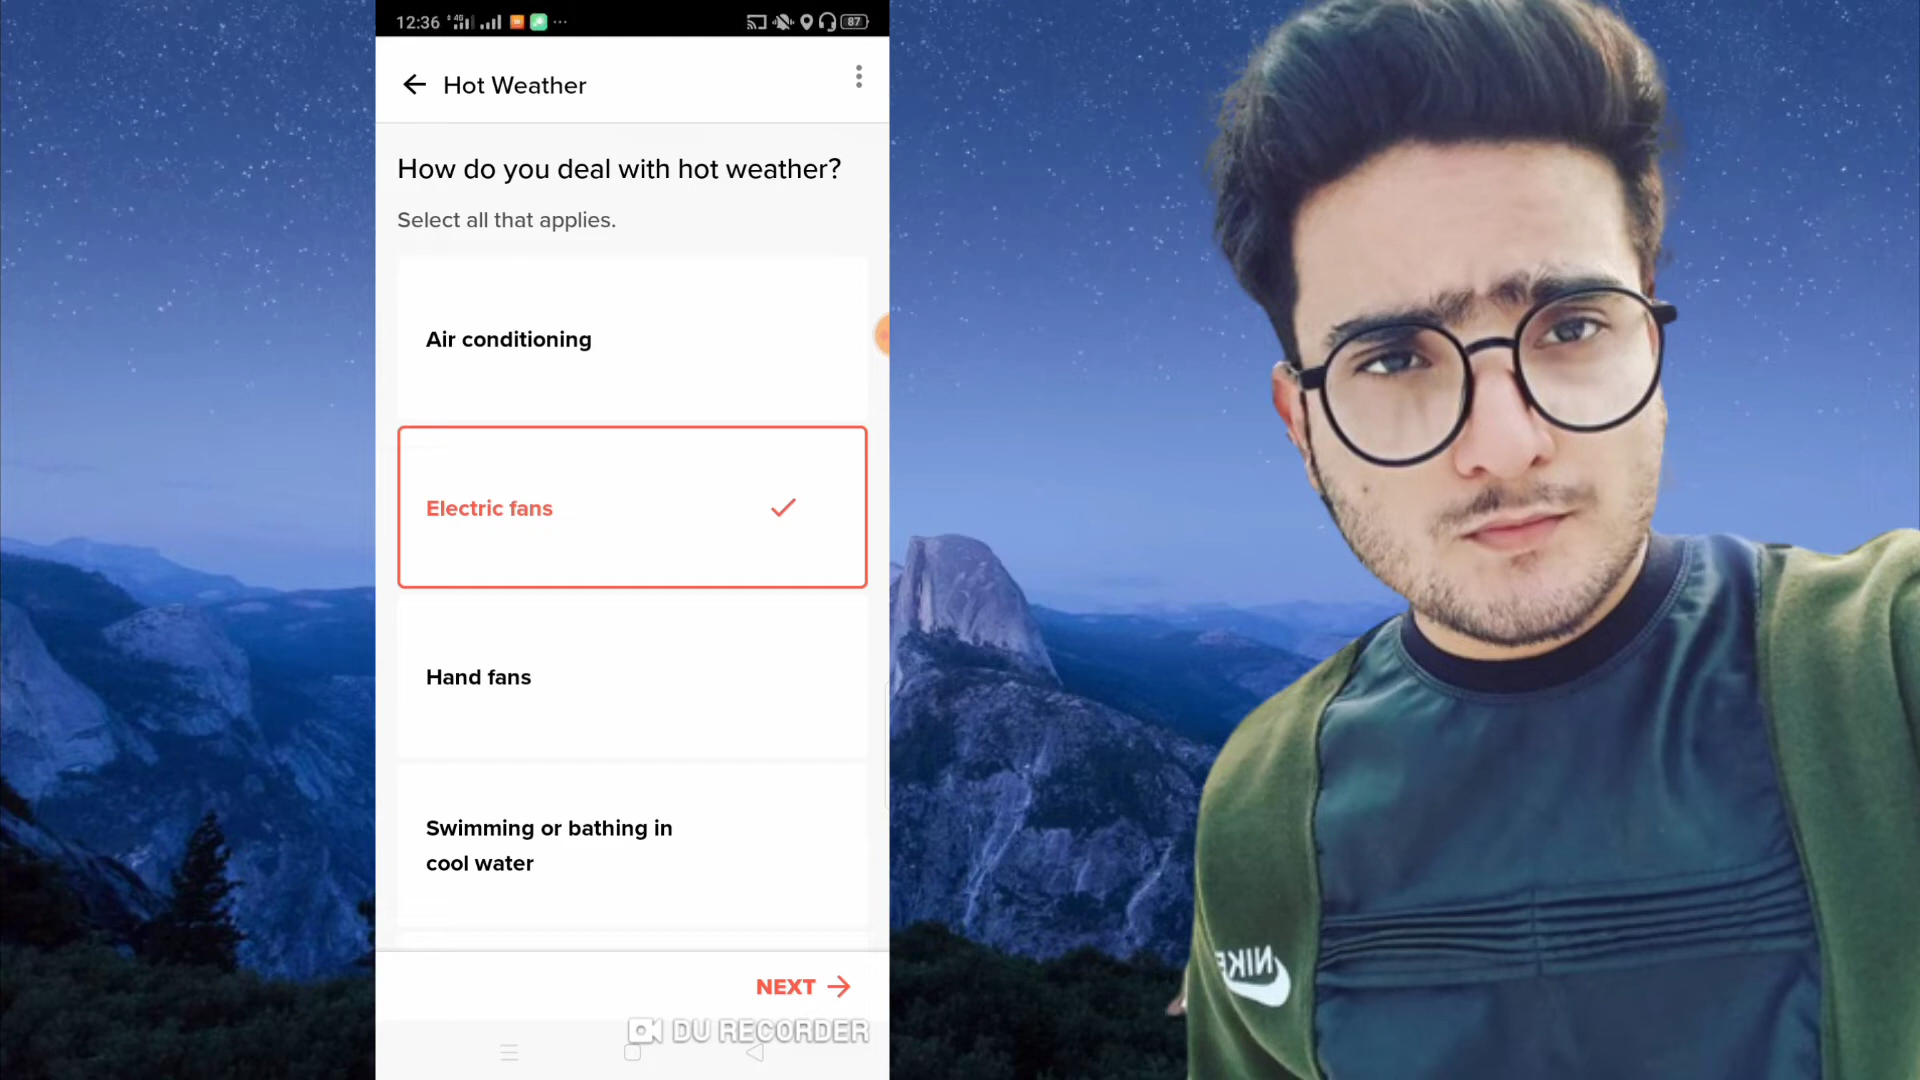 12:36
4G
87
Hot Weather
How do you deal with hot weather?
Select all that applies.
Air conditioning
Electric fans
Hand fans
Swimming or bathing in
cool water
NEXT
DU RECORDER
NIKE